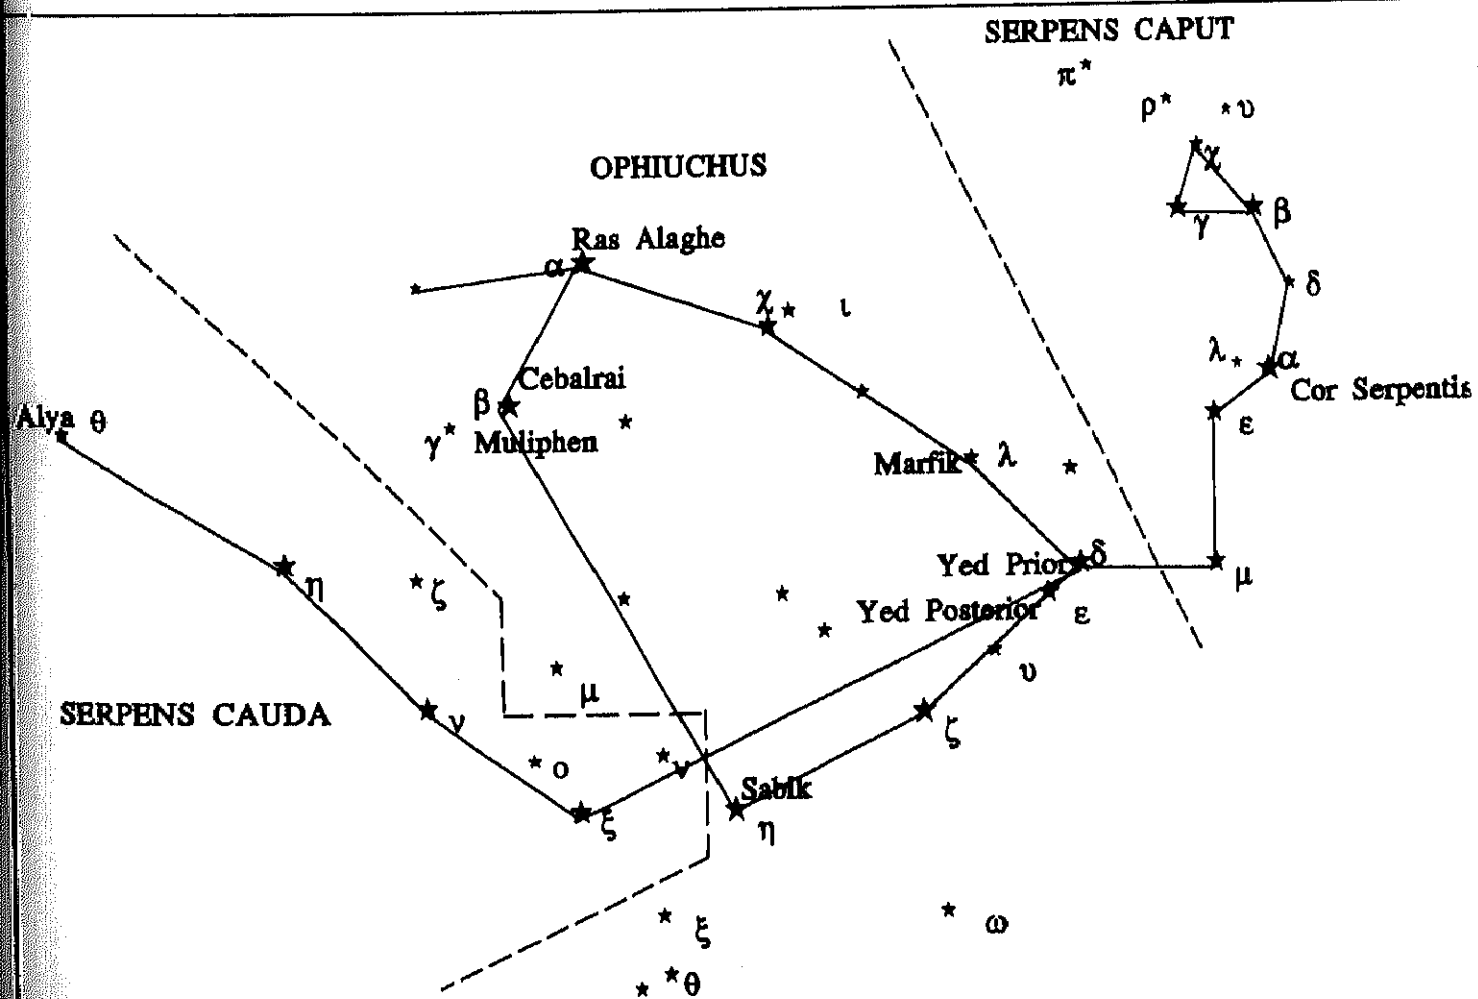 SERPENS CAPUT
π
ρ
υ
χ
OPHIUCHUS
γ
β
Ras Alaghe
α
δ
χ
ι
λ
α
Cebalrai
Cor Serpentis
β
Alya θ
ε
γ
Muliphen
Marfik
λ
δ
Yed Prior
μ
η
ζ
Yed Posterior
ε
υ
μ
SERPENS CAUDA
ν
ζ
ο
ν
Sabik
ξ
η
ξ
ω
θ